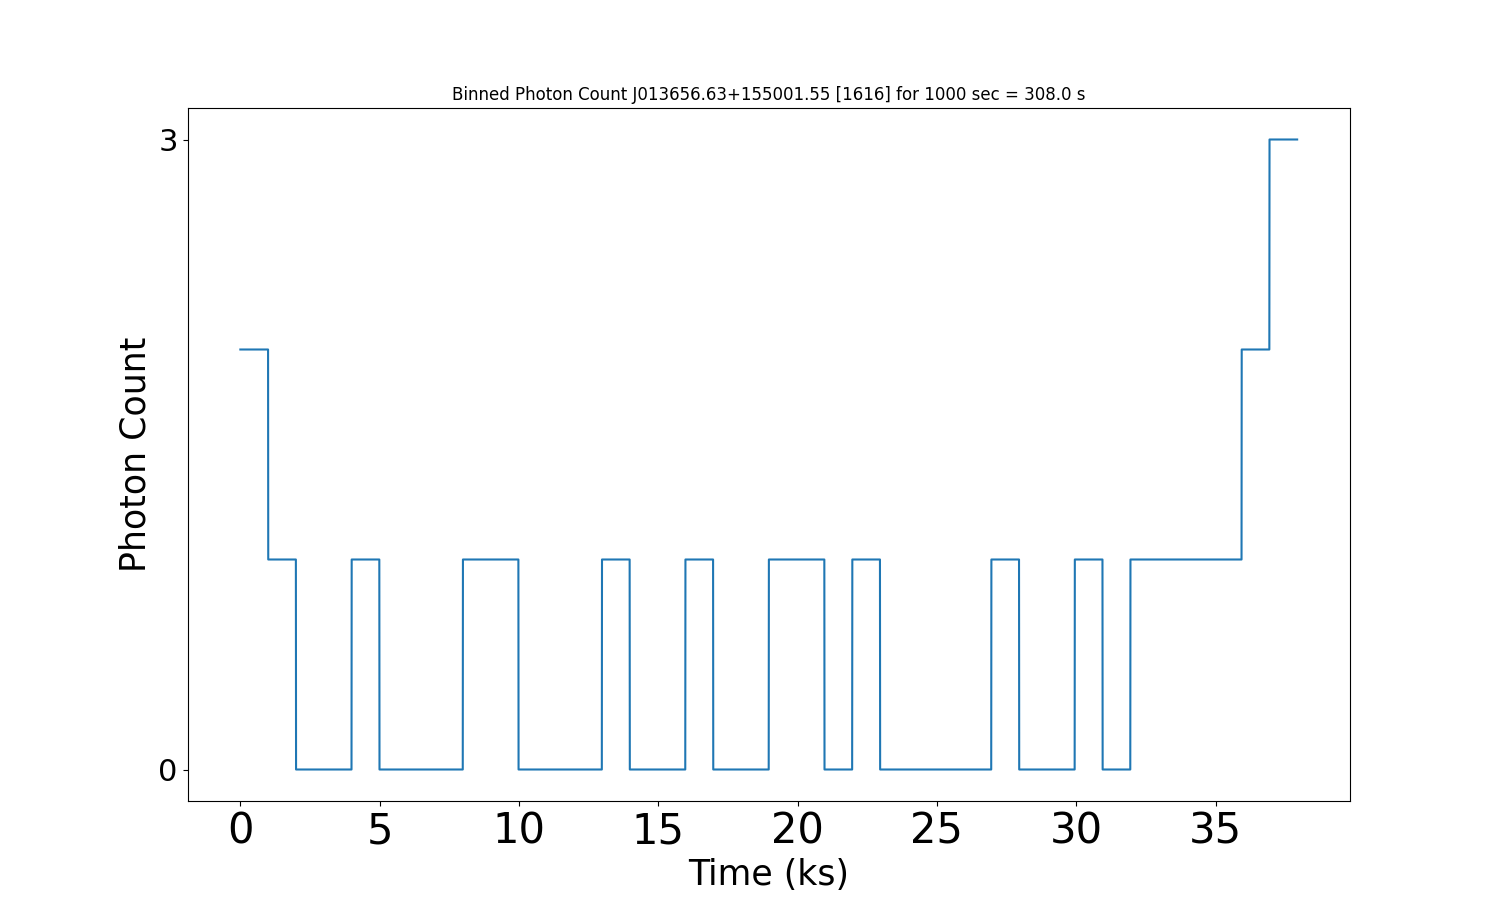 Binned Photon Count J013656.63+155001.55 [1616] for 1000 sec = 308.0 s
3
Photon Count
0
0 5 10 15 20 25 30 35
Time (ks)